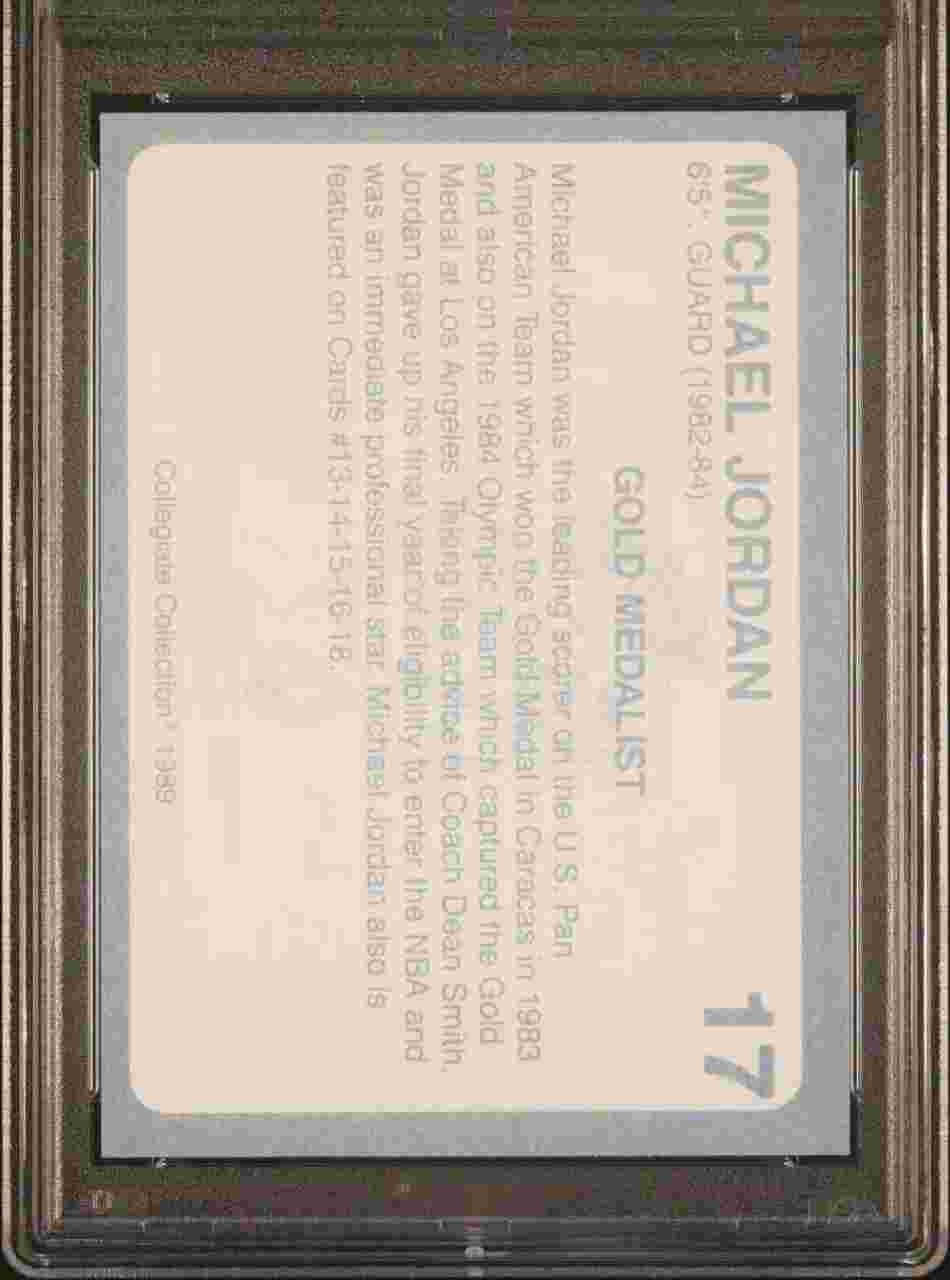 MICHAEL JORDAN
6'5". GUARD (1982-84)
17
GOLD MEDALIST
Michael Jordan was the leading scorer on the U.S. Pan
American Team which won the Gold Medal in Caracas in 1983
and also on the 1984 Olympic Team which captured the Gold
Medal at Los Angeles. Taking the advise of Coach Dean Smith,
Jordan gave up his final year of eligibility to enter the NBA and
was an immediate professional star. Michael Jordan also is
featured on Cards #13-14-15-16-18.
Collegiate Collection' 1989